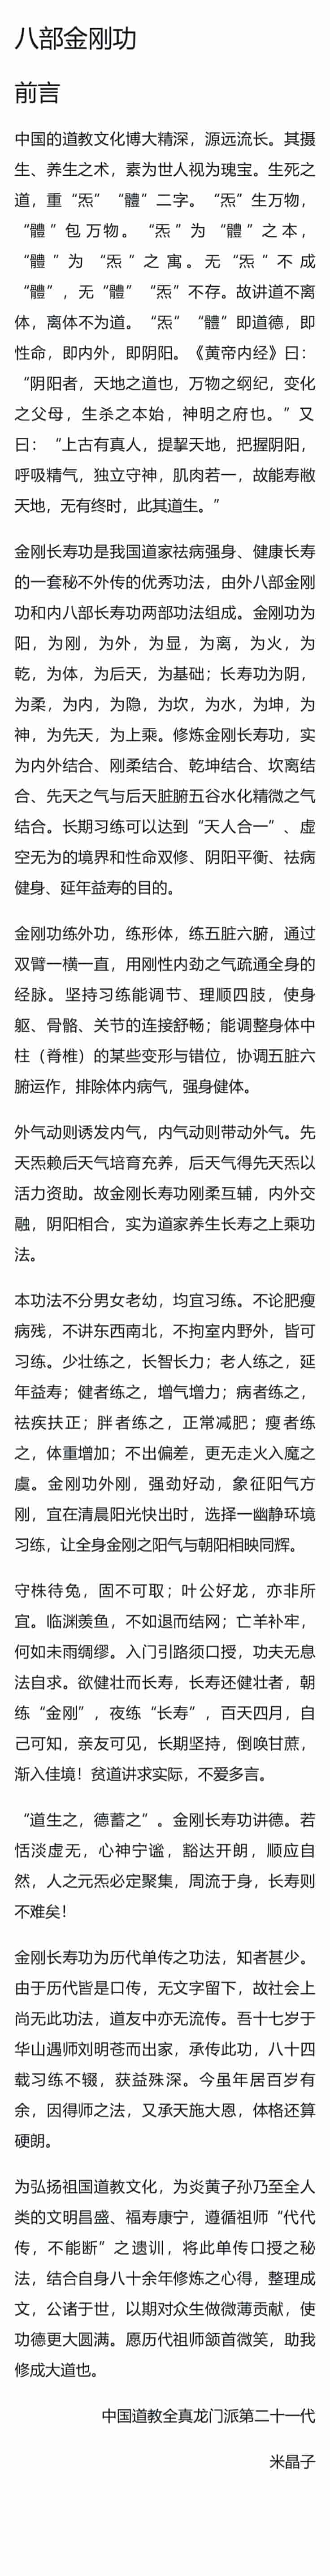 八部金刚功
前言
中国的道教文化博大精深，源远流长。其摄
生、养生之术，素为世人视为瑰宝。生死之
道，重“炁”“體”二字。“炁”生万物，
“體”包万物。“炁”为“體”之本，
“體”为“炁”之寓。无“炁”不成
“體”，无“體”“炁”不存。故讲道不离
体，离体不为道。“炁”“體”即道德，即
性命，即内外，即阴阳。《黄帝内经》曰：
“阴阳者，天地之道也，万物之纲纪，变化
之父母，生杀之本始，神明之府也。”又
曰：“上古有真人，提挈天地，把握阴阳，
呼吸精气，独立守神，肌肉若一，故能寿敝
天地，无有终时，此其道生。”
金刚长寿功是我国道家祛病强身、健康长寿
的一套秘不外传的优秀功法，由外八部金刚
功和内八部长寿功两部功法组成。金刚功为
阳，为刚，为外，为显，为离，为火，为
乾，为体，为后天，为基础；长寿功为阴，
为柔，为内，为隐，为坎，为水，为坤，为
神，为先天，为上乘。修炼金刚长寿功，实
为内外结合、刚柔结合、乾坤结合、坎离结
合、先天之气与后天脏腑五谷水化精微之气
结合。长期习练可以达到“天人合一”、虚
空无为的境界和性命双修、阴阳平衡、祛病
健身、延年益寿的目的。
金刚功练外功，练形体，练五脏六腑，通过
双臂一横一直，用刚性内劲之气疏通全身的
经脉。坚持习练能调节、理顺四肢，使身
躯、骨骼、关节的连接舒畅；能调整身体中
柱（脊椎）的某些变形与错位，协调五脏六
腑运作，排除体内病气，强身健体。
外气动则诱发内气，内气动则带动外气。先
天炁赖后天气培育充养，后天气得先天炁以
活力资助。故金刚长寿功刚柔互辅，内外交
融，阴阳相合，实为道家养生长寿之上乘功
法。
本功法不分男女老幼，均宜习练。不论肥瘦
病残，不讲东西南北，不拘室内野外，皆可
习练。少壮练之，长智长力；老人练之，延
年益寿；健者练之，增气增力；病者练之，
祛疾扶正；胖者练之，正常减肥；瘦者练
之，体重增加；不出偏差，更无走火入魔之
虞。金刚功外刚，强劲好动，象征阳气方
刚，宜在清晨阳光快出时，选择一幽静环境
习练，让全身金刚之阳气与朝阳相映同辉。
守株待兔，固不可取；叶公好龙，亦非所
宜。临渊羡鱼，不如退而结网；亡羊补牢，
何如未雨绸缪。入门引路须口授，功夫无息
法自求。欲健壮而长寿，长寿还健壮者，朝
练“金刚”，夜练“长寿”，百天四月，自
己可知，亲友可见，长期坚持，倒啖甘蔗，
渐入佳境！贫道讲求实际，不爱多言。
“道生之，德蓄之”。金刚长寿功讲德。若
恬淡虚无，心神宁谧，豁达开朗，顺应自
然，人之元炁必定聚集，周流于身，长寿则
不难矣！
金刚长寿功为历代单传之功法，知者甚少。
由于历代皆是口传，无文字留下，故社会上
尚无此功法，道友中亦无流传。吾十七岁于
华山遇师刘明苍而出家，承传此功，八十四
载习练不辍，获益殊深。今虽年居百岁有
余，因得师之法，又承天施大恩，体格还算
硬朗。
为弘扬祖国道教文化，为炎黄子孙乃至全人
类的文明昌盛、福寿康宁，遵循祖师“代代
传，不能断”之遗训，将此单传口授之秘
法，结合自身八十余年修炼之心得，整理成
文，公诸于世，以期对众生做微薄贡献，使
功德更大圆满。愿历代祖师颔首微笑，助我
修成大道也。
中国道教全真龙门派第二十一代
米晶子